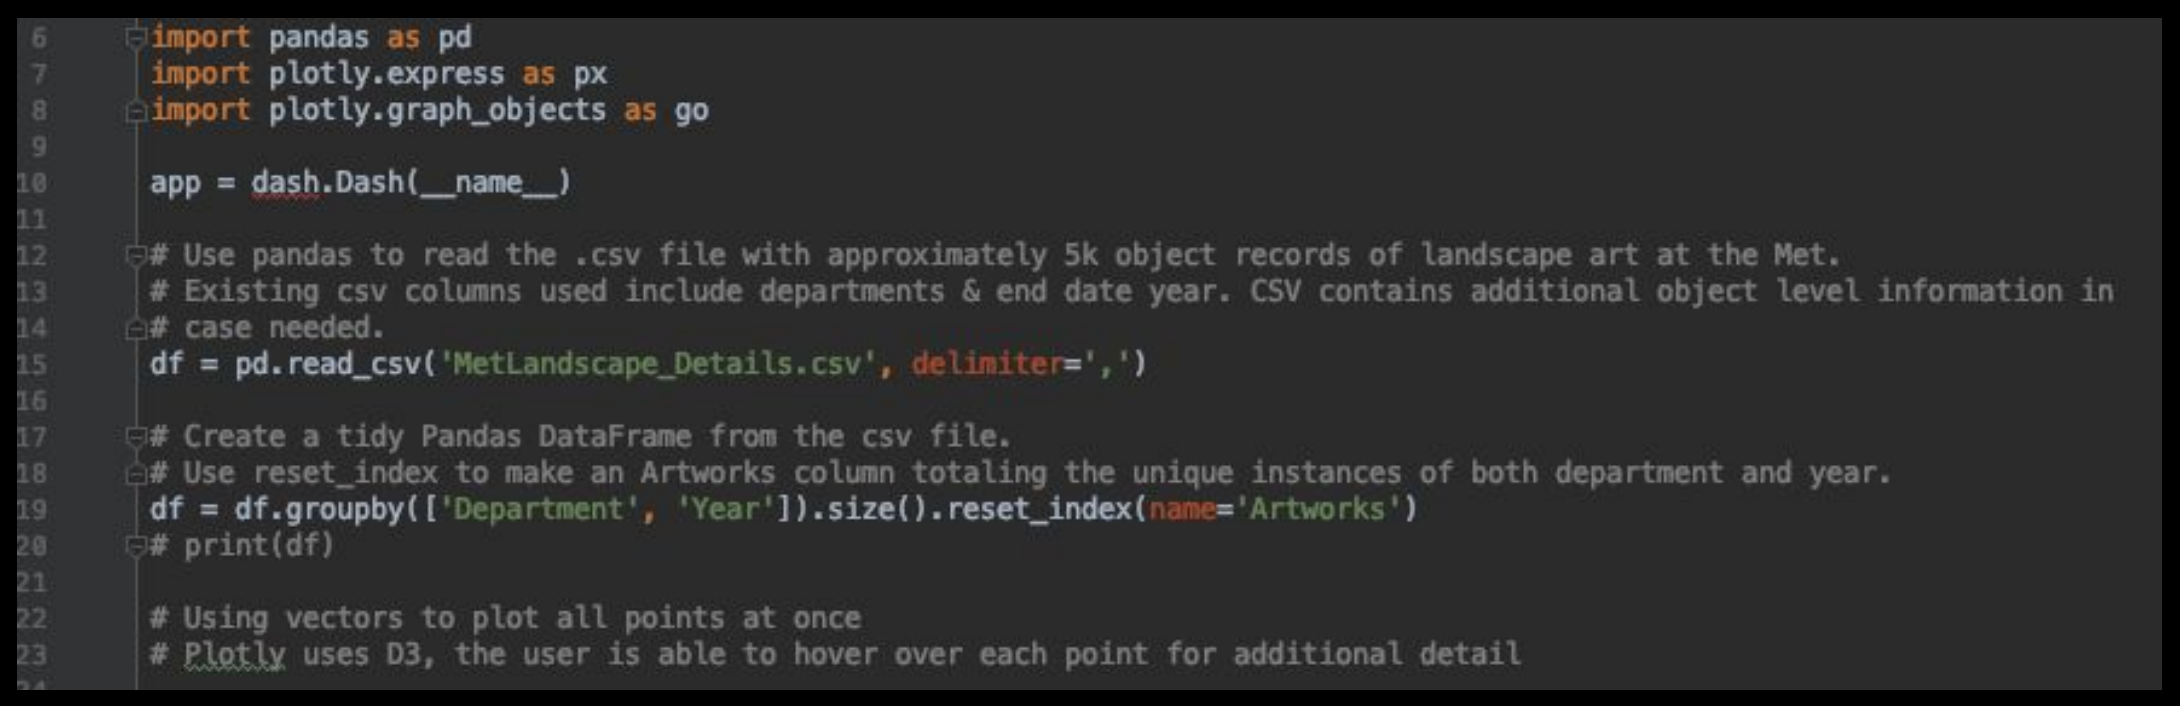 6 import pandas as pd
7 import plotly.express as px
8 import plotly.graph_objects as go
9
10 app = dash.Dash(__name__)
11
12 # Use pandas to read the .csv file with approximately 5k object records of landscape art at the Met.
13 # Existing csv columns used include departments & end date year. CSV contains additional object level information in
14 # case needed.
15 df = pd.read_csv('MetLandscape_Details.csv', delimiter=',')
16
17 # Create a tidy Pandas DataFrame from the csv file.
18 # Use reset_index to make an Artworks column totaling the unique instances of both department and year.
19 df = df.groupby(['Department', 'Year']).size().reset_index(name='Artworks')
20 # print(df)
21
22 # Using vectors to plot all points at once
23 # Plotly uses D3, the user is able to hover over each point for additional detail